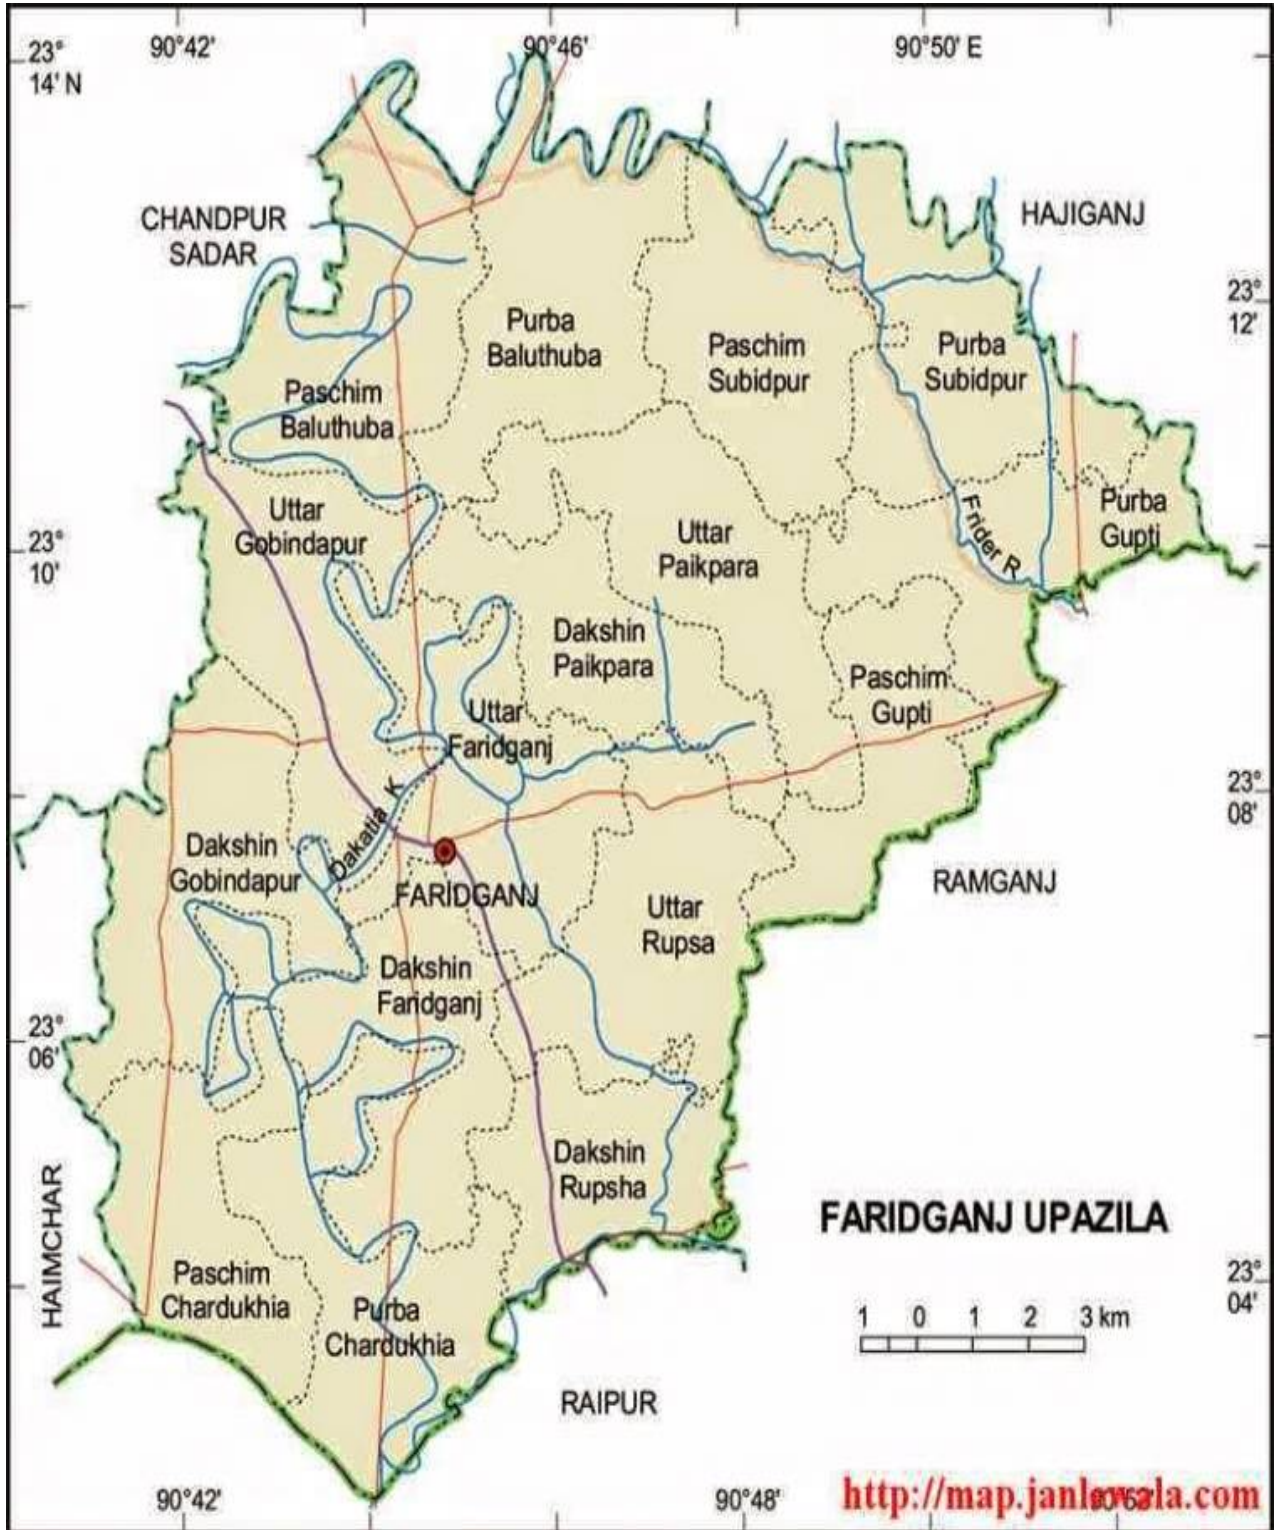 90°42'
90°46'
90°50' E
23°
14' N
CHANDPUR
SADAR
HAJIGANJ
23°
12'
Purba
Baluthuba
Paschim
Subidpur
Purba
Subidpur
Paschim
Baluthuba
Uttar
Gobindapur
Uttar
Paikpara
Frider R
Purba
Gupti
23°
10'
Dakshin
Paikpara
Paschim
Gupti
Uttar
Faridganj
23°
08'
Dakatia K
Dakshin
Gobindapur
FARIDGANJ
RAMGANJ
Uttar
Rupsa
Dakshin
Faridganj
23°
06'
Dakshin
Rupsha
FARIDGANJ UPAZILA
HAIMCHAR
Paschim
Chardukhia
Purba
Chardukhia
23°
04'
1 0 1 2 3 km
RAIPUR
90°42'
90°48'